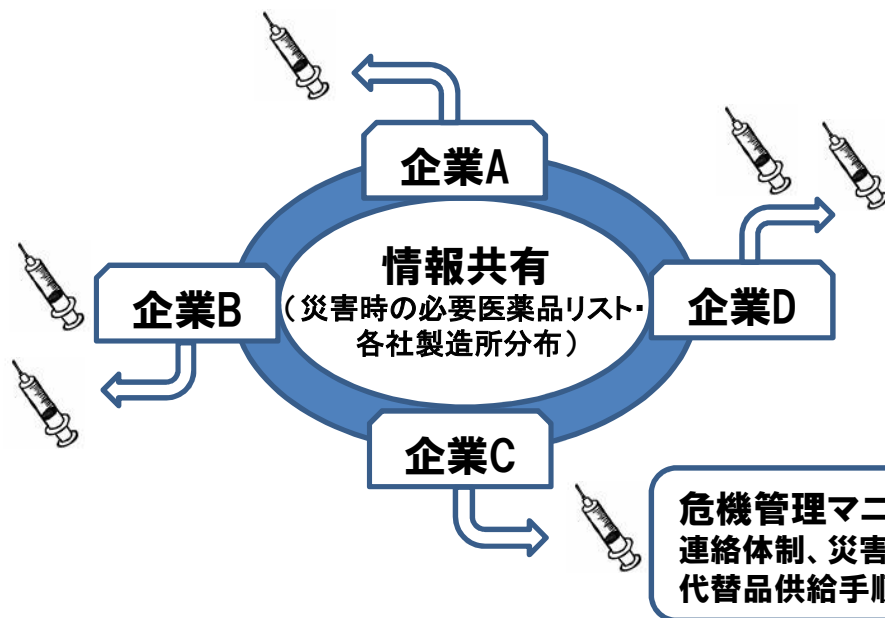 企業A
情報共有
(災害時の必要医薬品リスト・
各社製造所分布)
企業B
企業D
企業C
危機管理マニ
連絡体制、災害
代替品供給手順